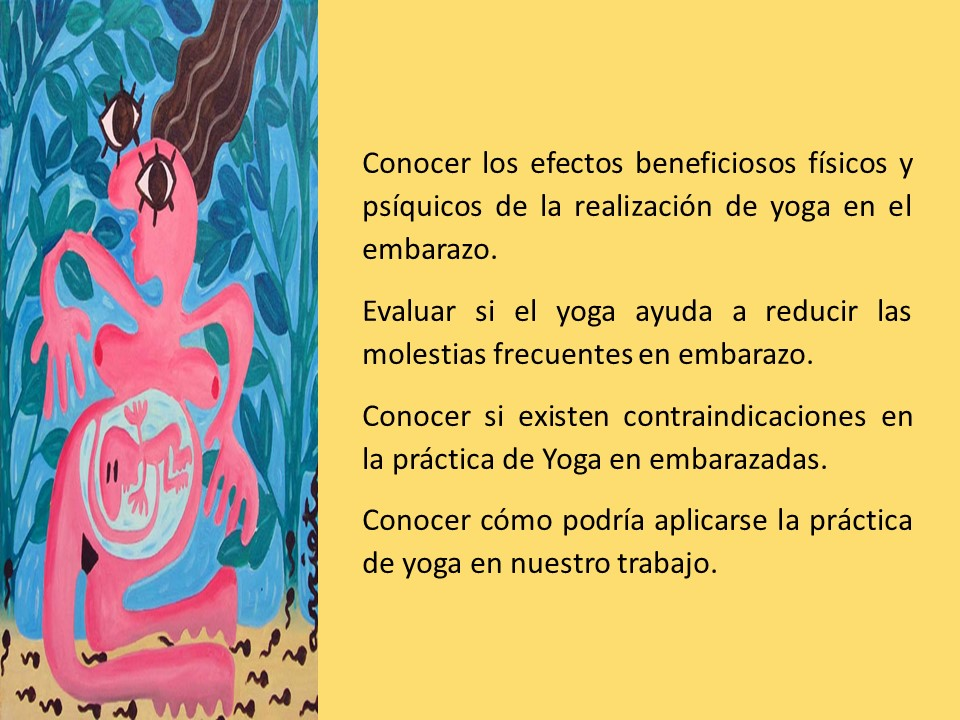 Conocer los efectos beneficiosos físicos y
psíquicos de la realización de yoga en el
embarazo.
Evaluar si el yoga ayuda a reducir las
molestias frecuentes en embarazo.
Conocer si existen contraindicaciones en
la práctica de Yoga en embarazadas.
Conocer cómo podría aplicarse la práctica
de yoga en nuestro trabajo.